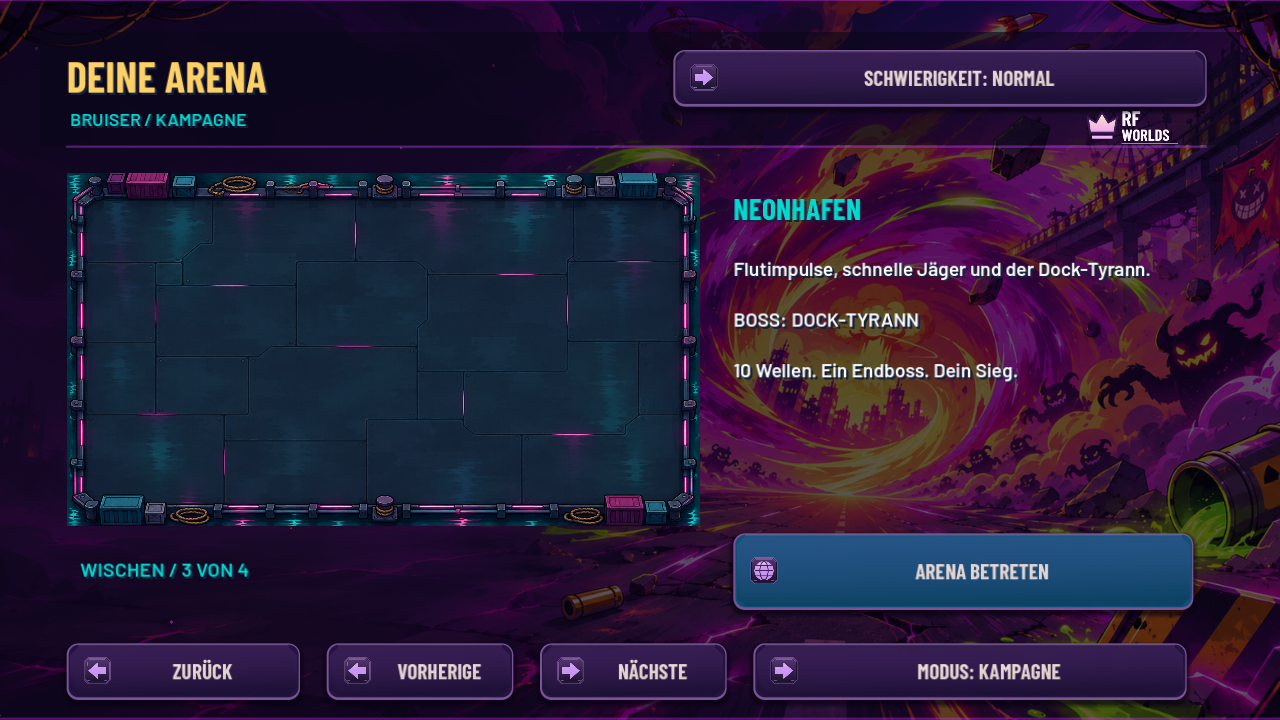 DEINE ARENA
BRUISER / KAMPAGNE
SCHWIERIGKEIT: NORMAL
RF
WORLDS
NEONHAFEN
Flutimpulse, schnelle Jäger und der Dock-Tyrann.
BOSS: DOCK-TYRANN
10 Wellen. Ein Endboss. Dein Sieg.
WISCHEN / 3 VON 4
ARENA BETRETEN
ZURÜCK
VORHERIGE
NÄCHSTE
MODUS: KAMPAGNE